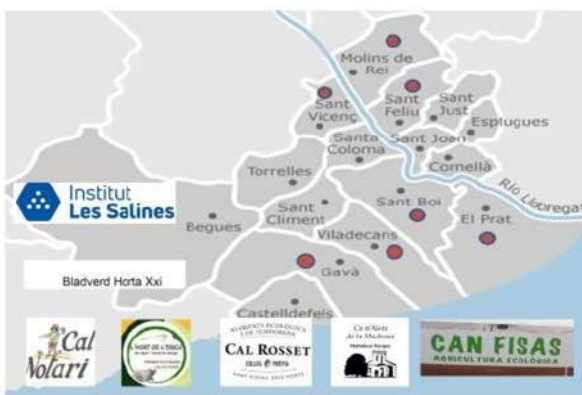 Molins de
Rei
Sant
Vicenç
Sant
Feliu
Sant
Just
Esplugues
Santa
Coloma
Sant Joan
Cornellà
Torrelles
Río Llobregat
Institut
Les Salines
Sant
Climent
Sant Boi
El Prat
Begues
Viladecans
Gavà
Bladverd Horta Xxi
Castelldefels
Cal
Notari
CAL ROSSET
CAN FISAS
AGRICULTURA ECOLÒGICA